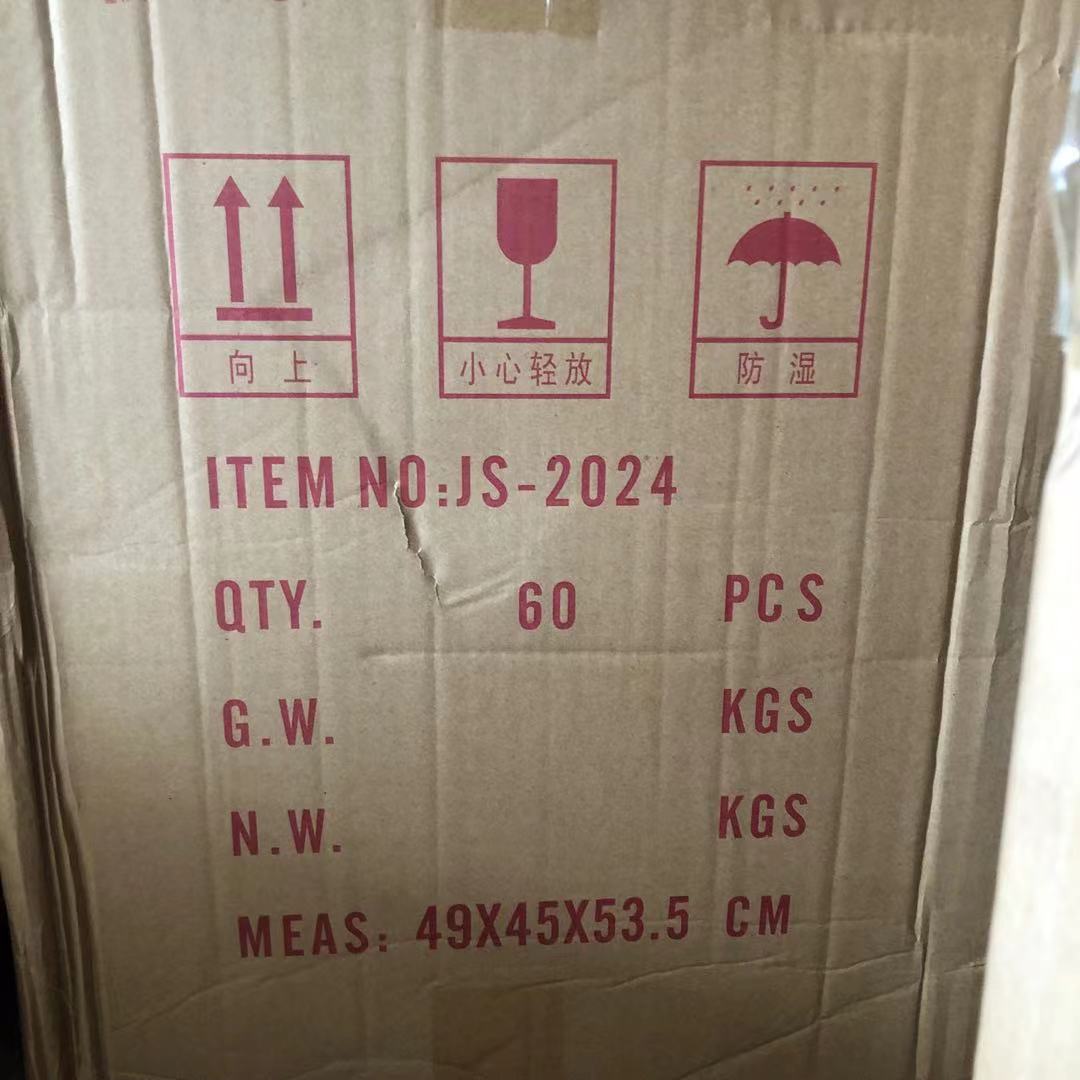 向上 小心轻放 防湿
ITEM NO:JS-2024
QTY. 60 PCS
G.W. KGS
N.W. KGS
MEAS: 49X45X53.5 CM